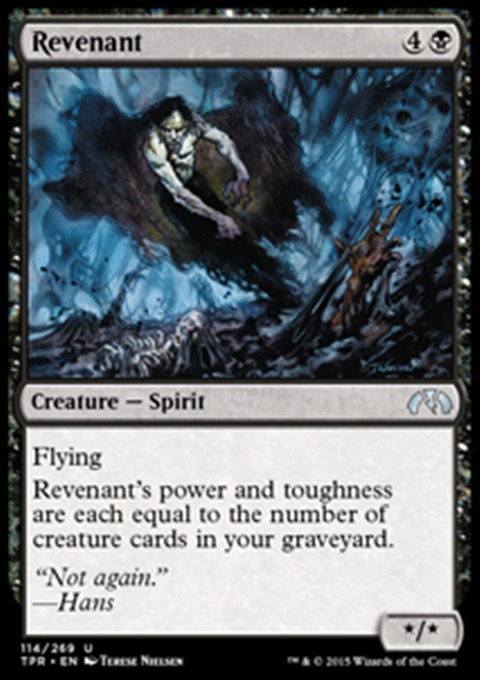 Revenant 4
Creature — Spirit
Flying
Revenant's power and toughness
are each equal to the number of
creature cards in your graveyard.
"Not again."
—Hans
*/*
114/269 U
TPR • EN Terese Nielsen
™ & © 2015 Wizards of the Coast